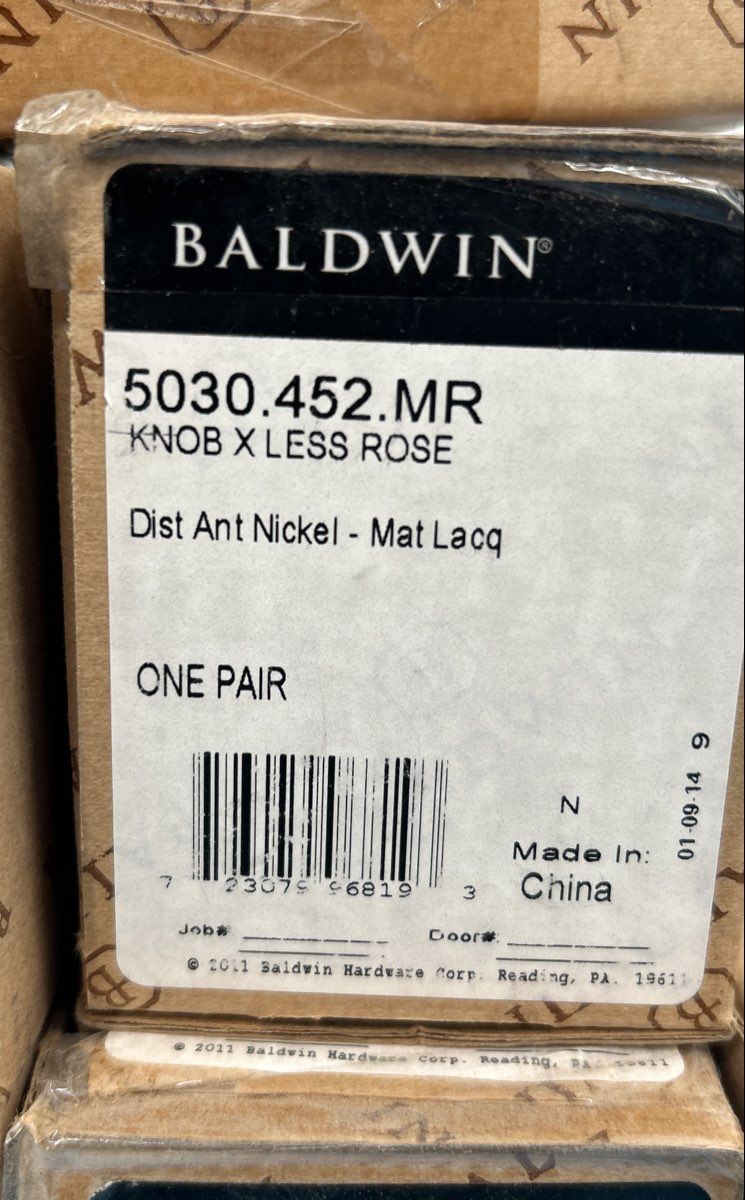 BALDWIN®
5030.452.MR
KNOB X LESS ROSE
Dist Ant Nickel - Mat Lacq
ONE PAIR
7 23079 96819 3
N
Made In:
China
01-09-14 9
Job# Door#:
© 2011 Baldwin Hardware Corp. Reading, PA. 19611
© 2011 Baldwin Hardware Corp. Reading, PA 19611